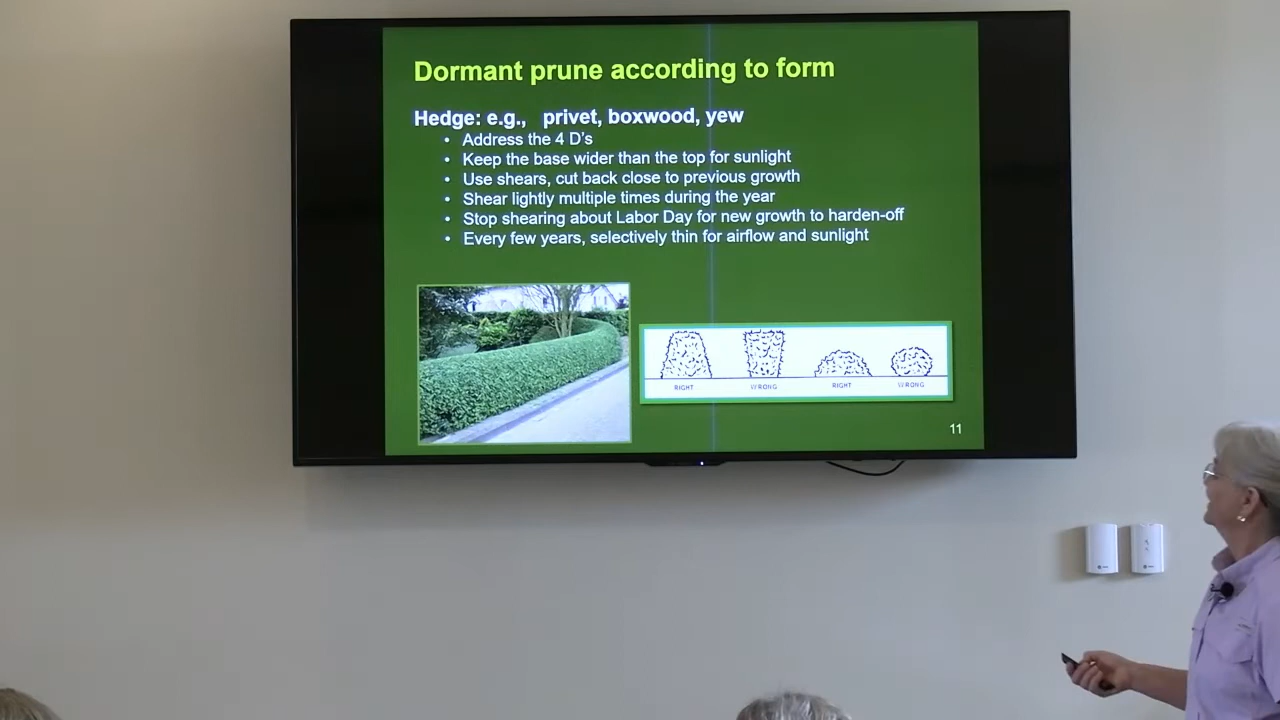 Dormant prune according to form
Hedge: e.g., privet, boxwood, yew
• Address the 4 D's
• Keep the base wider than the top for sunlight
• Use shears, cut back close to previous growth
• Shear lightly multiple times during the year
• Stop shearing about Labor Day for new growth to harden-off
• Every few years, selectively thin for airflow and sunlight
RIGHT WRONG RIGHT WRONG
11